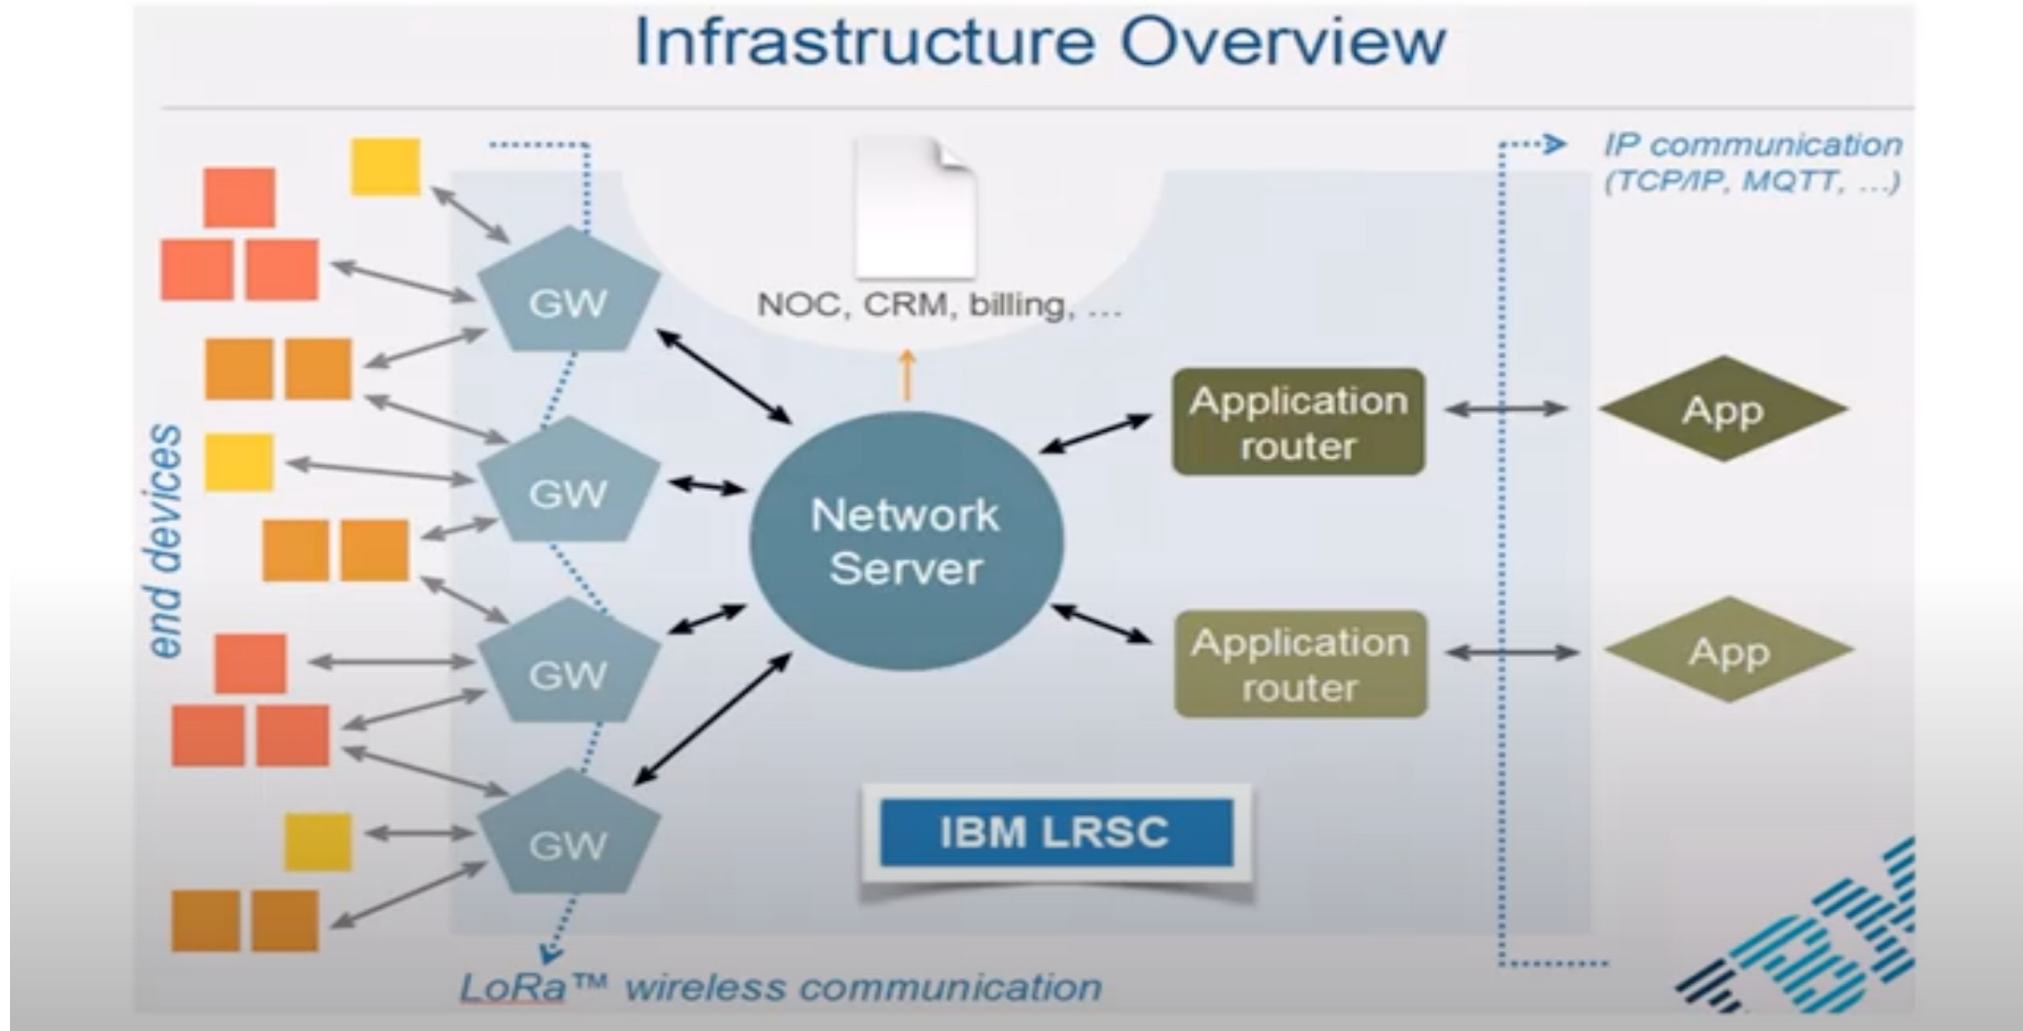 Infrastructure Overview
IP communication
(TCP/IP, MQTT, ...)
NOC, CRM, billing, ...
end devices
GW
GW
GW
GW
Network
Server
Application
router
App
Application
router
App
IBM LRSC
LoRa™ wireless communication
IBM